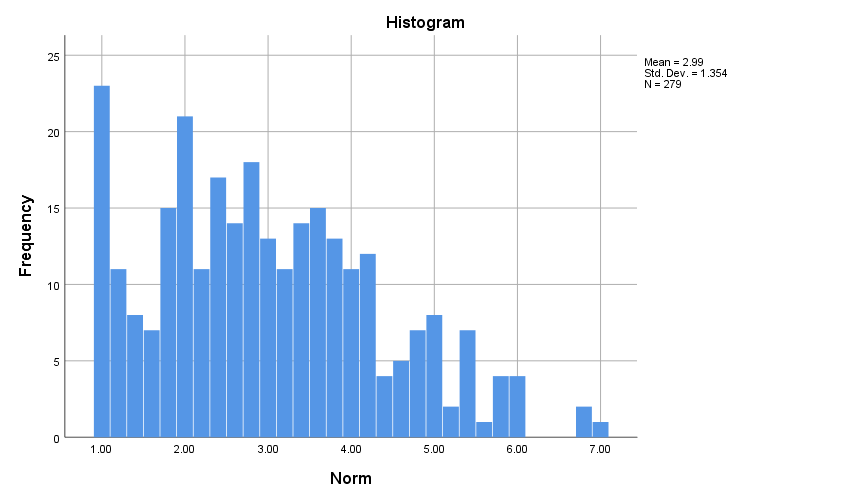 Histogram
Mean = 2.99
Std. Dev. = 1.354
N = 279
25
20
15
10
5
0
Frequency
1.00 2.00 3.00 4.00 5.00 6.00 7.00
Norm